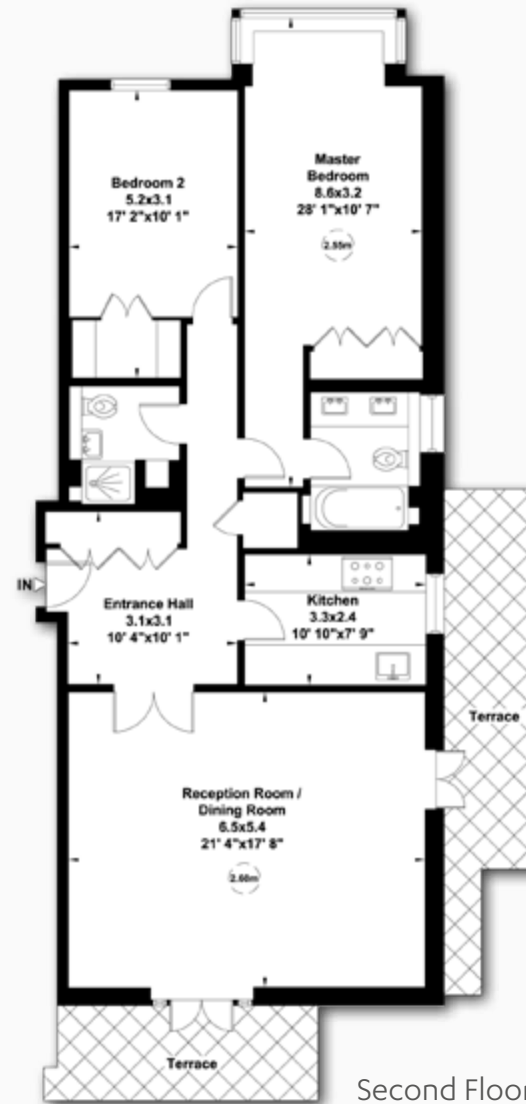 Bedroom 2
5.2x3.1
17' 2"x10' 1"
Master
Bedroom
8.6x3.2
28' 1"x10' 7"
2.55m
IN
Entrance Hall
3.1x3.1
10' 4"x10' 1"
Kitchen
3.3x2.4
10' 10"x7' 9"
Terrace
Reception Room /
Dining Room
6.5x5.4
21' 4"x17' 8"
2.60m
Terrace
Second Floor